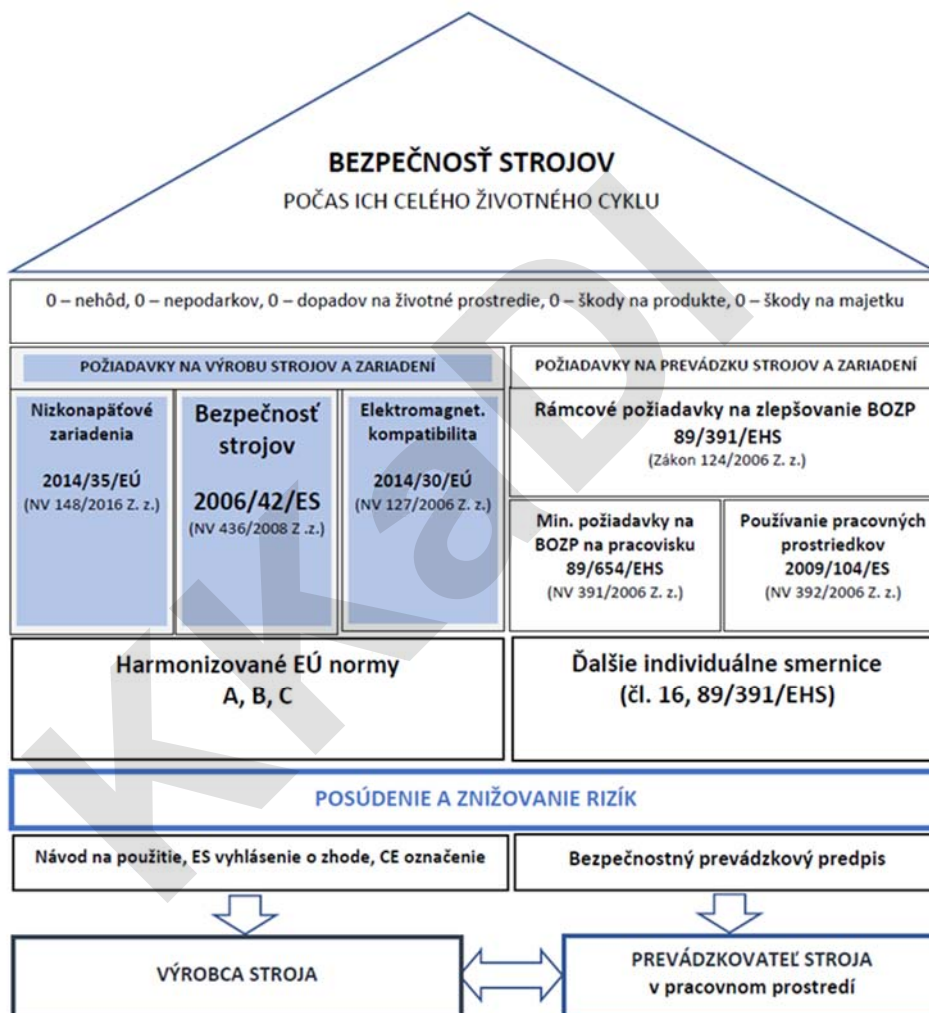 BEZPEČNOSŤ STROJOV
POČAS ICH CELÉHO ŽIVOTNÉHO CYKLU
0 – nehôd, 0 – nepodarkov, 0 – dopadov na životné prostredie, 0 – škody na produkte, 0 – škody na majetku
POŽIADAVKY NA VÝROBU STROJOV A ZARIADENÍ
Nizkonapäťové
zariadenia
2014/35/EÚ
(NV 148/2016 Z. z.)
Bezpečnosť
strojov
2006/42/ES
(NV 436/2008 Z .z.)
Elektromagnet.
kompatibilita
2014/30/EÚ
(NV 127/2006 Z. z.)
POŽIADAVKY NA PREVÁDZKU STROJOV A ZARIADENÍ
Rámcové požiadavky na zlepšovanie BOZP
89/391/EHS
(Zákon 124/2006 Z. z.)
Min. požiadavky na
BOZP na pracovisku
89/654/EHS
(NV 391/2006 Z. z.)
Používanie pracovných
prostriedkov
2009/104/ES
(NV 392/2006 Z. z.)
Harmonizované EÚ normy
A, B, C
Ďalšie individuálne smernice
(čl. 16, 89/391/EHS)
POSÚDENIE A ZNIŽOVANIE RIZÍK
Návod na použitie, ES vyhlásenie o zhode, CE označenie
Bezpečnostný prevádzkový predpis
VÝROBCA STROJA
PREVÁDZKOVATEĽ STROJA
v pracovnom prostredí
KKaDI